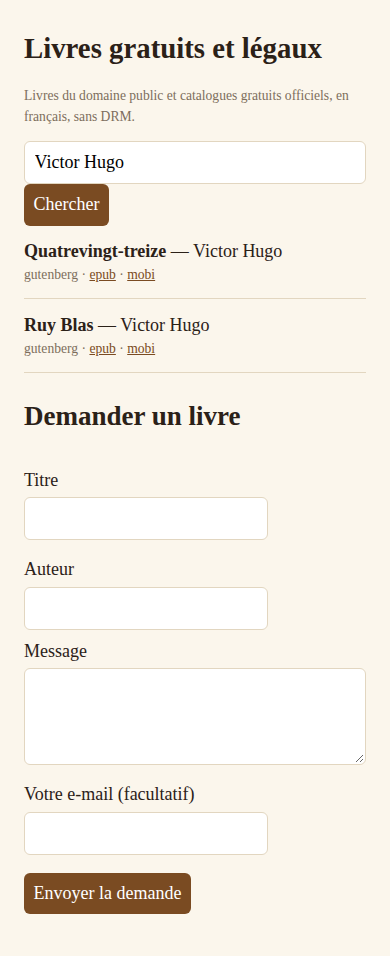 Livres gratuits et légaux
Livres du domaine public et catalogues gratuits officiels, en
français, sans DRM.
Victor Hugo
Chercher
Quatrevingt-treize — Victor Hugo
gutenberg · epub · mobi
Ruy Blas — Victor Hugo
gutenberg · epub · mobi
Demander un livre
Titre
Auteur
Message
Votre e-mail (facultatif)
Envoyer la demande